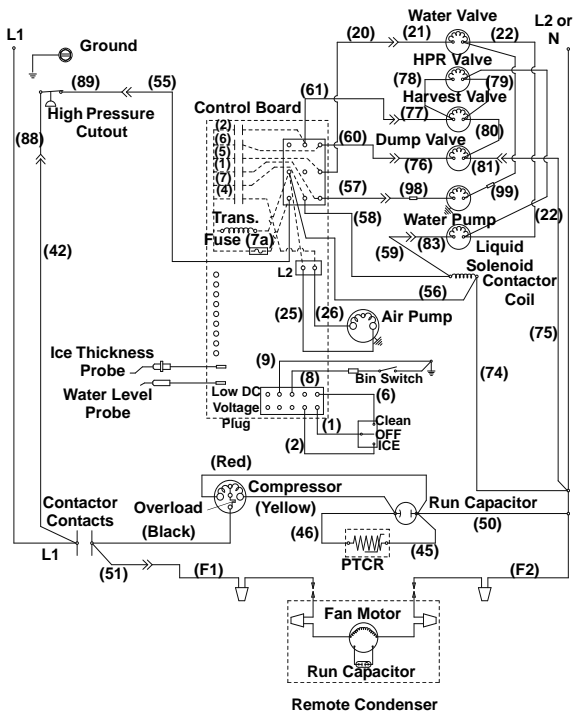 L1
Ground
(20)
(21)
Water Valve
(22)
L2 or
N
HPR Valve
(89)
(55)
(61)
(78)
(79)
High Pressure
Cutout
Control Board
(77)
Harvest Valve
(88)
(2)
(6)
(5)
(1)
(7)
(4)
(60)
Dump Valve
(80)
(76)
(81)
(57)
(98)
(99)
(58)
Trans.
Fuse (7a)
Water Pump
(22)
(42)
(59)
(83)
Liquid
Solenoid
L2
Contactor
Coil
(56)
(25)
(26)
Air Pump
(75)
Ice Thickness
Probe
(9)
(74)
(8)
Bin Switch
Water Level
Probe
Low DC
Voltage
Plug
(6)
(1)
Clean
OFF
ICE
(2)
(Red)
Compressor
Contactor
Contacts
Overload
(Yellow)
Run Capacitor
(Black)
(46)
(50)
L1
(45)
PTCR
(51)
(F1)
(F2)
Fan Motor
Run Capacitor
Remote Condenser